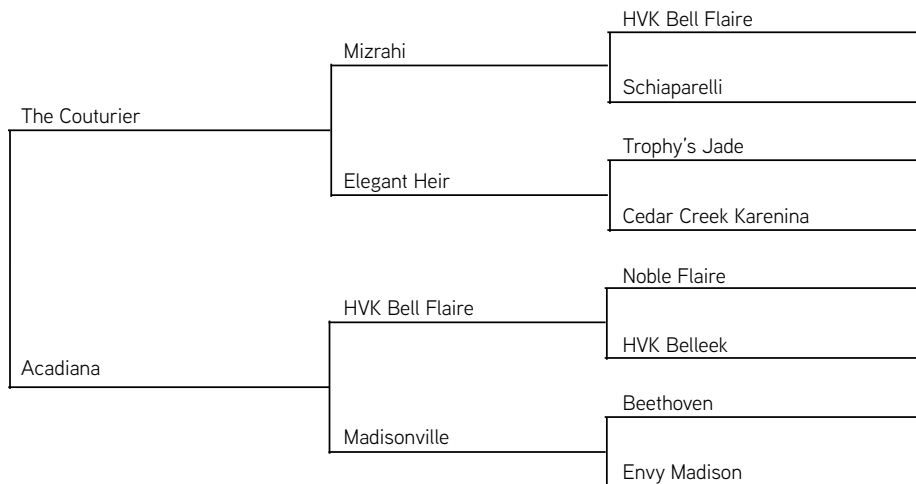 HVK Bell Flaire
Mizrahi
Schiaparelli
The Couturier
Trophy's Jade
Elegant Heir
Cedar Creek Karenina
Noble Flaire
HVK Bell Flaire
HVK Belleek
Acadiana
Beethoven
Madisonville
Envy Madison